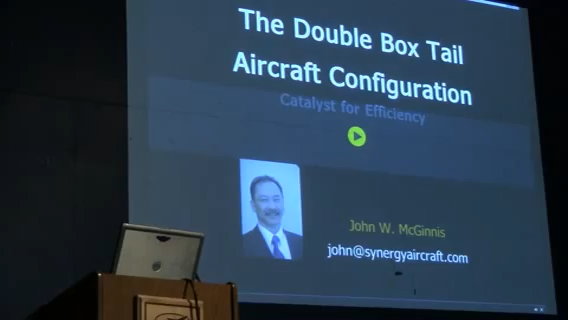 The Double Box Tail
Aircraft Configuration
Catalyst for Efficiency
John W. McGinnis
john@synergyaircraft.com